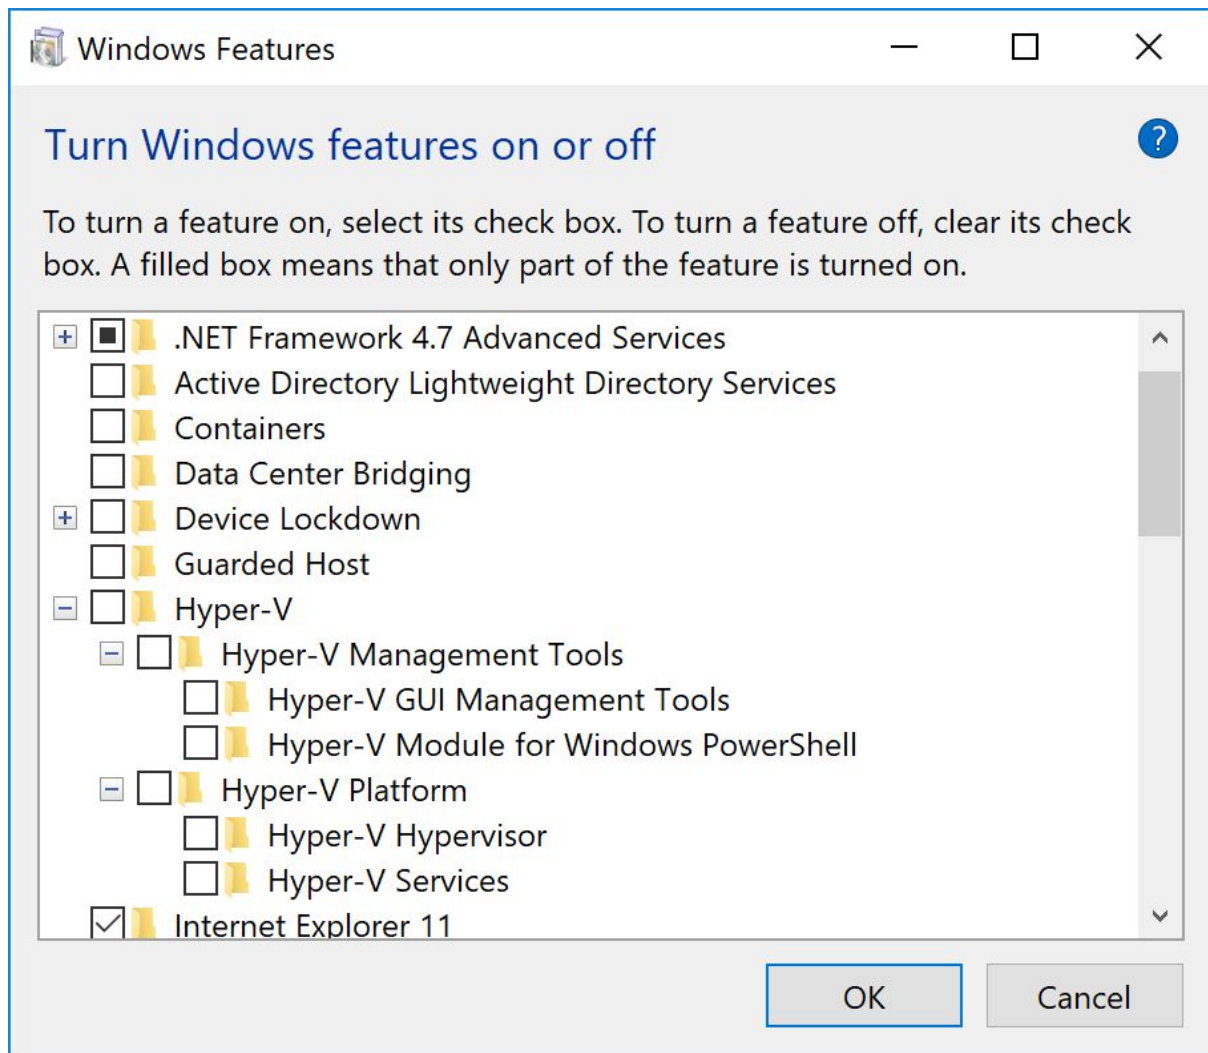 Windows Features
Turn Windows features on or off
?
To turn a feature on, select its check box. To turn a feature off, clear its check
box. A filled box means that only part of the feature is turned on.
.NET Framework 4.7 Advanced Services
Active Directory Lightweight Directory Services
Containers
Data Center Bridging
Device Lockdown
Guarded Host
Hyper-V
Hyper-V Management Tools
Hyper-V GUI Management Tools
Hyper-V Module for Windows PowerShell
Hyper-V Platform
Hyper-V Hypervisor
Hyper-V Services
Internet Explorer 11
OK
Cancel